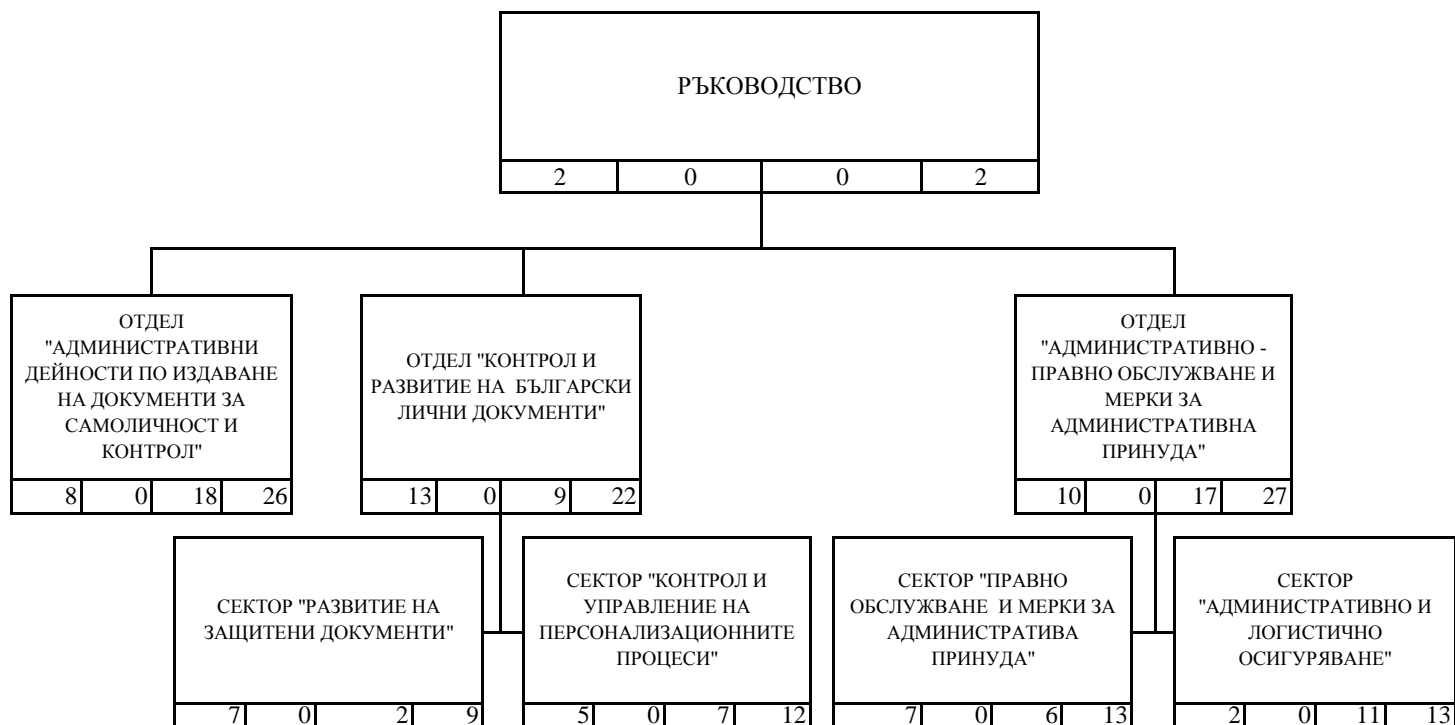 РЪКОВОДСТВО
2 0 0 2
ОТДЕЛ
"АДМИНИСТРАТИВНИ
ДЕЙНОСТИ ПО ИЗДАВАНЕ
НА ДОКУМЕНТИ ЗА
САМОЛИЧНОСТ И
КОНТРОЛ"
8 0 18 26
ОТДЕЛ "КОНТРОЛ И
РАЗВИТИЕ НА БЪЛГАРСКИ
ЛИЧНИ ДОКУМЕНТИ"
13 0 9 22
ОТДЕЛ
"АДМИНИСТРАТИВНО -
ПРАВНО ОБСЛУЖВАНЕ И
МЕРКИ ЗА
АДМИНИСТРАТИВНА
ПРИНУДА"
10 0 17 27
СЕКТОР "РАЗВИТИЕ НА
ЗАЩИТЕНИ ДОКУМЕНТИ"
7 0 2 9
СЕКТОР "КОНТРОЛ И
УПРАВЛЕНИЕ НА
ПЕРСОНАЛИЗАЦИОННИТЕ
ПРОЦЕСИ"
5 0 7 12
СЕКТОР "ПРАВНО
ОБСЛУЖВАНЕ И МЕРКИ ЗА
АДМИНИСТРАТИВА
ПРИНУДА"
7 0 6 13
СЕКТОР
"АДМИНИСТРАТИВНО И
ЛОГИСТИЧНО
ОСИГУРЯВАНЕ"
2 0 11 13